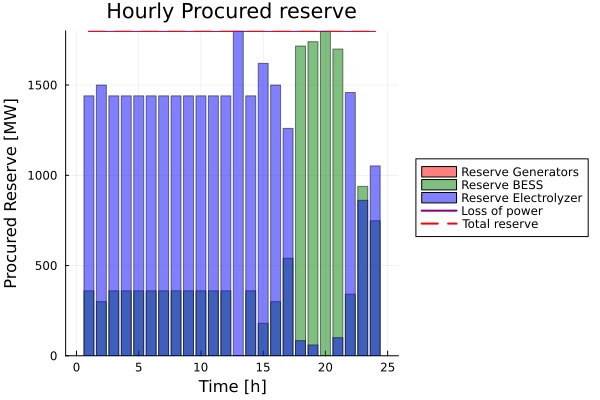 Hourly Procured reserve
Procured Reserve [MW]
1500
1000
500
0
0 5 10 15 20 25
Time [h]
Reserve Generators
Reserve BESS
Reserve Electrolyzer
Loss of power
Total reserve